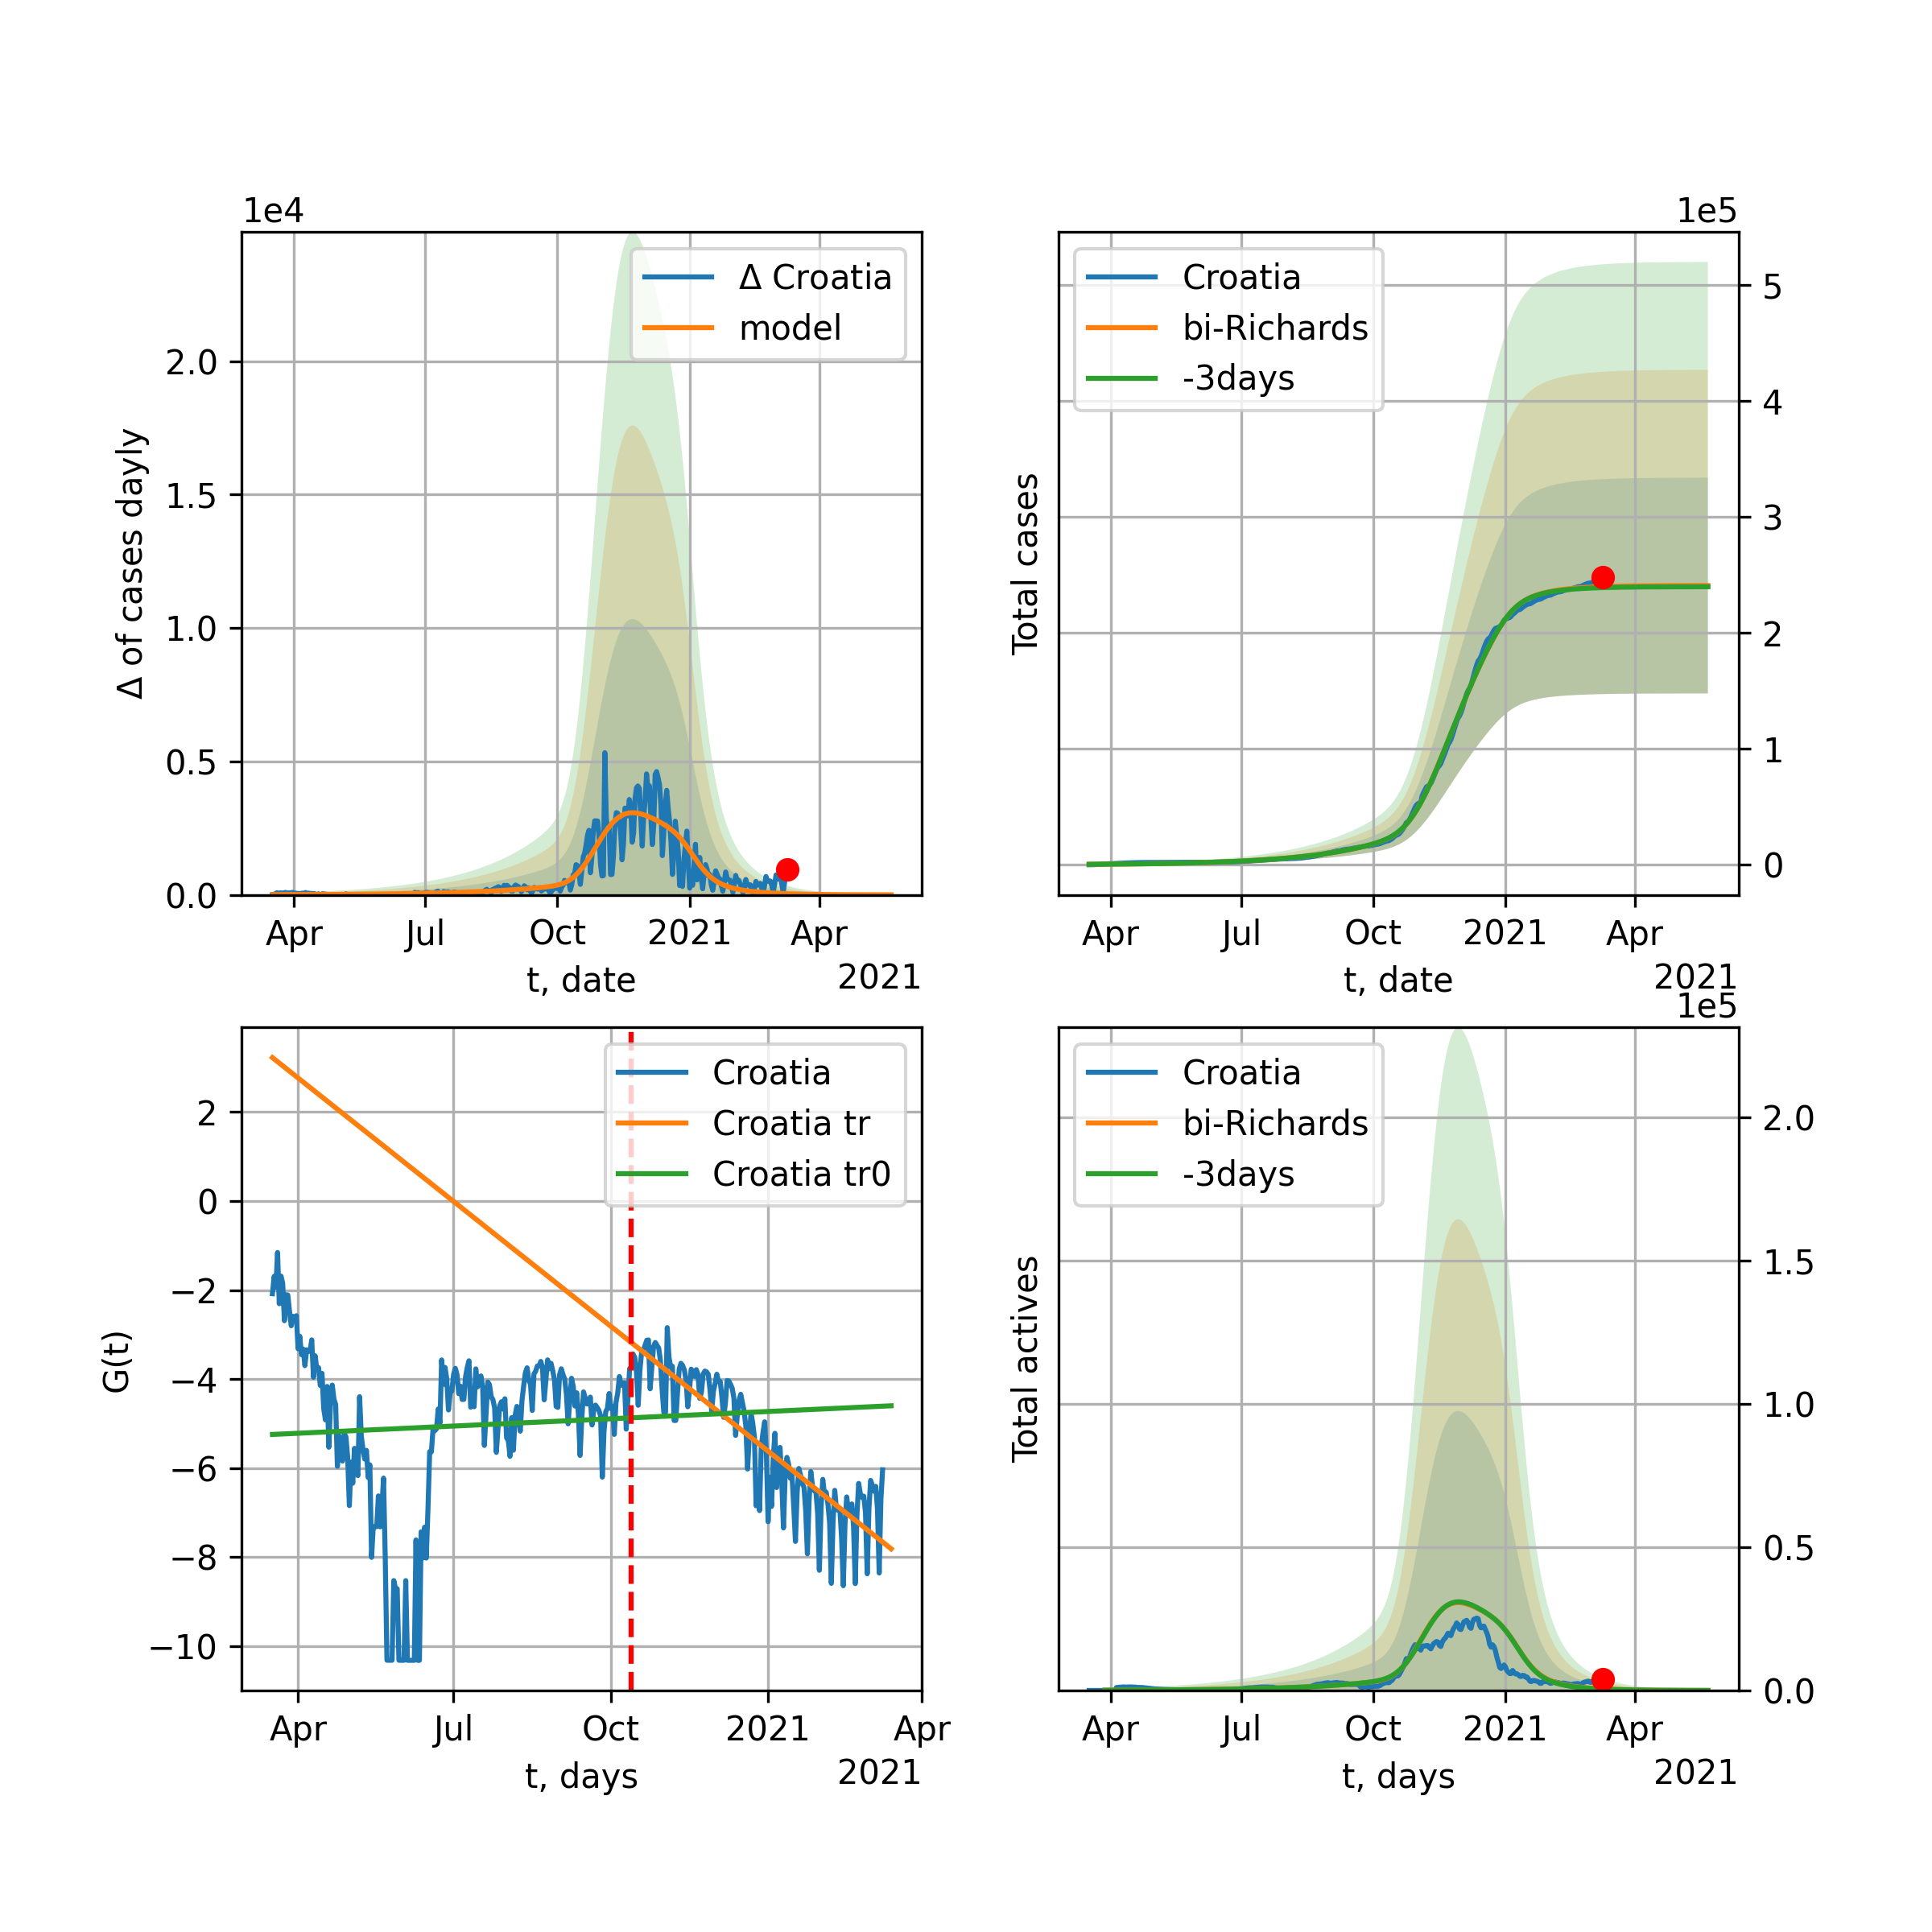 1e4
Δ of cases dayly
2.0
1.5
1.0
0.5
0.0
Δ Croatia
model
Apr Jul Oct 2021 Apr
t, date
2021
1e5
Total cases
Croatia
bi-Richards
-3days
5
4
3
2
1
0
Apr Jul Oct 2021 Apr
t, date
2021
G(t)
2
0
−2
−4
−6
−8
−10
Croatia
Croatia tr
Croatia tr0
Apr Jul Oct 2021 Apr
t, days
2021
1e5
Total actives
Croatia
bi-Richards
-3days
2.0
1.5
1.0
0.5
0.0
Apr Jul Oct 2021 Apr
t, days
2021